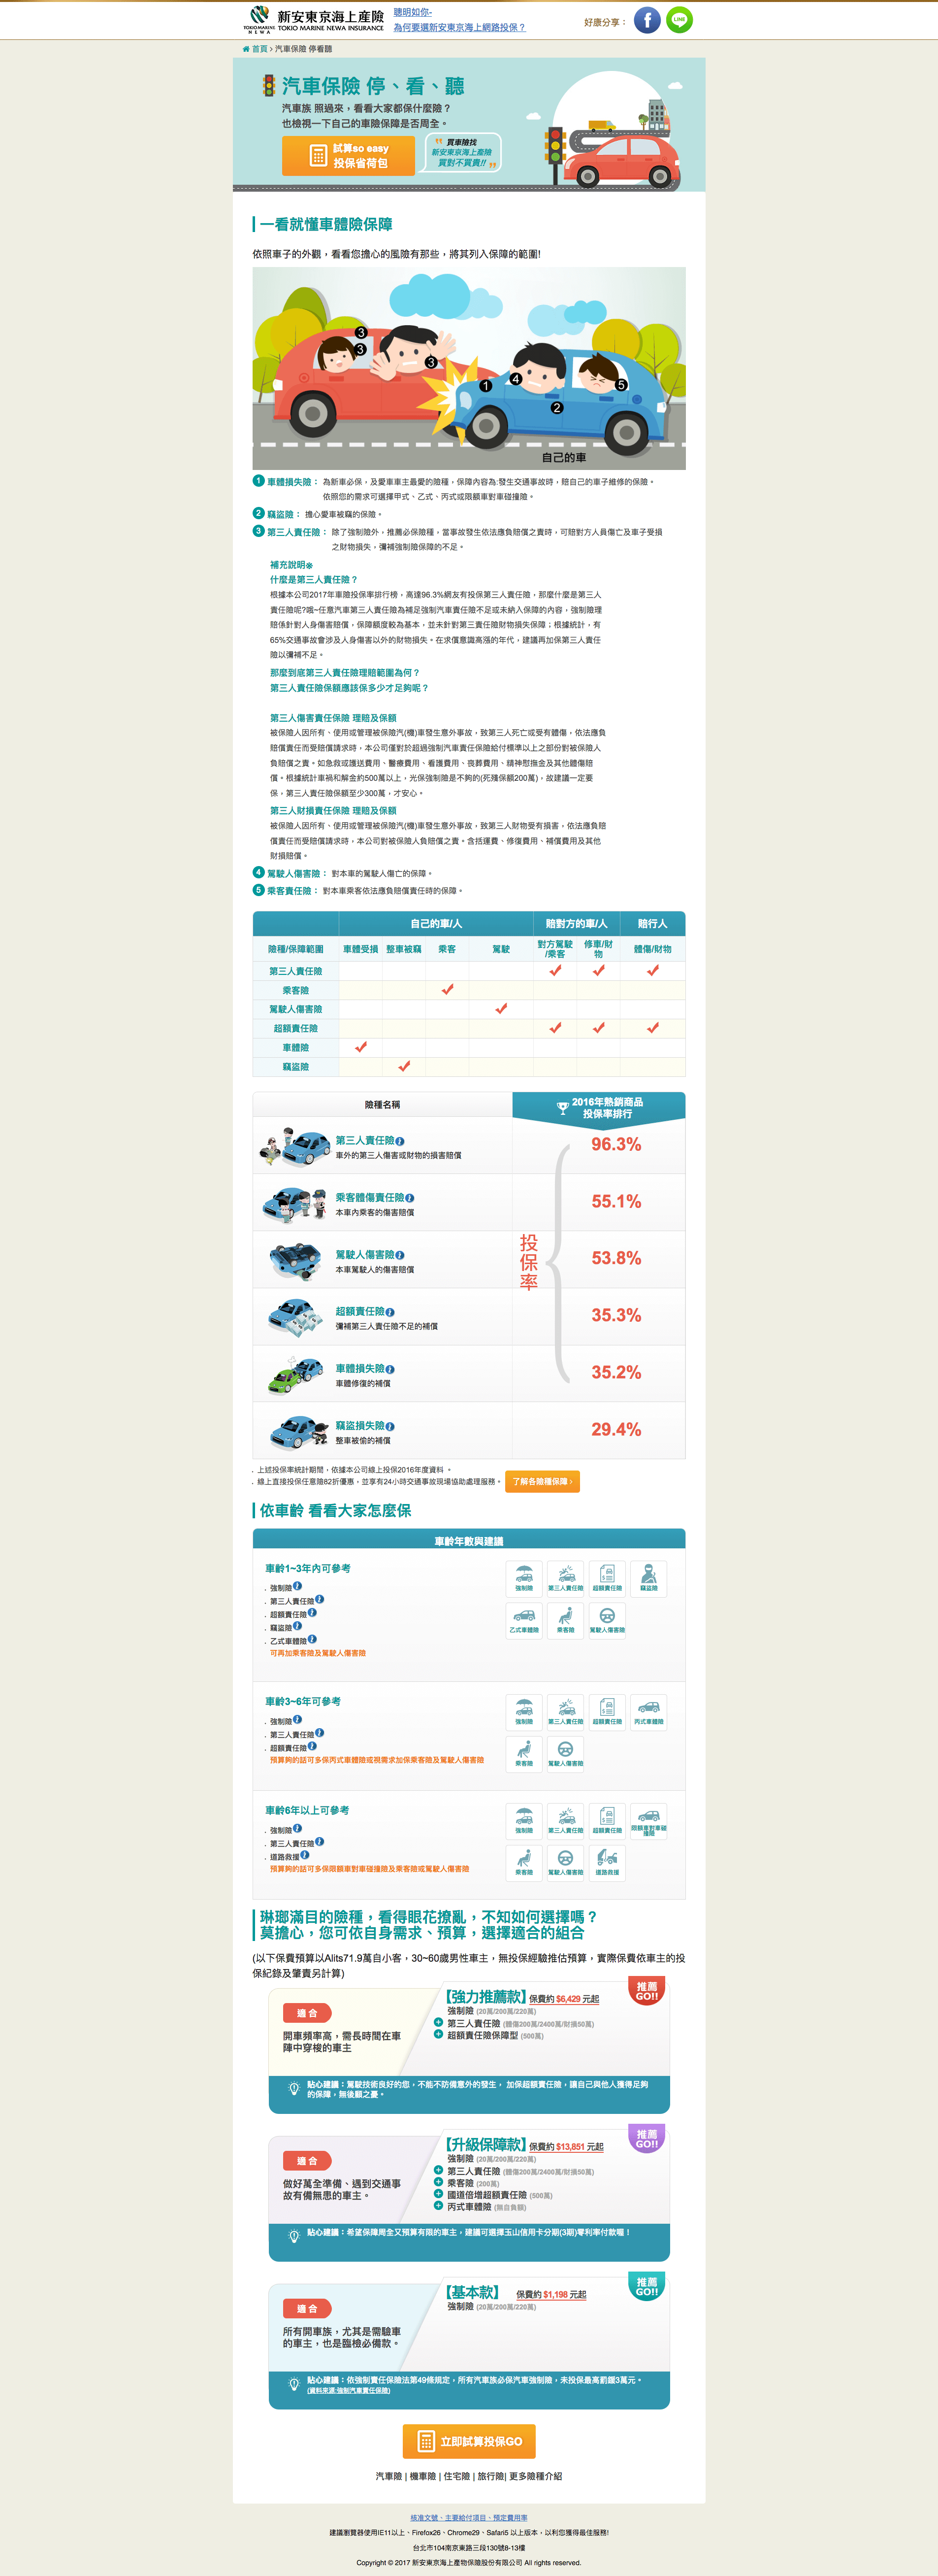 TOKIO MARINE
NEWA
新安東京海上產險
TOKIO MARINE NEWA INSURANCE
聰明如你-
為何要選新安東京海上網路投保？
好康分享：
f
LINE
首頁 › 汽車保險 停看聽
汽車保險 停、看、聽
汽車族 照過來，看看大家都保什麼險？
也檢視一下自己的車險保障是否周全。
試算so easy
投保省荷包
買車險找
新安東京海上產險
買對不買貴!!
一看就懂車體險保障
依照車子的外觀，看看您擔心的風險有那些，將其列入保障的範圍!
3
3
3
1
4
5
2
自己的車
1 車體損失險： 為新車必保，及愛車車主最愛的險種，保障內容為:發生交通事故時，賠自己的車子維修的保險。
依照您的需求可選擇甲式、乙式、丙式或限額車對車碰撞險。
2 竊盜險： 擔心愛車被竊的保險。
3 第三人責任險： 除了強制險外，推薦必保險種，當事故發生依法應負賠償之責時，可賠對方人員傷亡及車子受損
之財物損失，彌補強制險保障的不足。
補充說明※
什麼是第三人責任險？
根據本公司2017年車險投保率排行榜，高達96.3%網友有投保第三人責任險，那麼什麼是第三人
責任險呢?哦~任意汽車第三人責任險為補足強制汽車責任險不足或未納入保障的內容，強制險理
賠係針對人身傷害賠償，保障額度較為基本，並未針對第三責任險財物損失保障；根據統計，有
65%交通事故會涉及人身傷害以外的財物損失。在求償意識高漲的年代，建議再加保第三人責任
險以彌補不足。
那麼到底第三人責任險理賠範圍為何？
第三人責任險保額應該保多少才足夠呢？
第三人傷害責任保險 理賠及保額
被保險人因所有、使用或管理被保險汽(機)車發生意外事故，致第三人死亡或受有體傷，依法應負
賠償責任而受賠償請求時，本公司僅對於超過強制汽車責任保險給付標準以上之部份對被保險人
負賠償之責。如急救或護送費用、醫療費用、看護費用、喪葬費用、精神慰撫金及其他體傷賠
償。根據統計車禍和解金約500萬以上，光保強制險是不夠的(死殘保額200萬)，故建議一定要
保，第三人責任險保額至少300萬，才安心。
第三人財損責任保險 理賠及保額
被保險人因所有、使用或管理被保險汽(機)車發生意外事故，致第三人財物受有損害，依法應負賠
償責任而受賠償請求時，本公司對被保險人負賠償之責。含括運費、修復費用、補償費用及其他
財損賠償。
4 駕駛人傷害險： 對本車的駕駛人傷亡的保障。
5 乘客責任險： 對本車乘客依法應負賠償責任時的保障。
自己的車/人 賠對方的車/人 賠行人
險種/保障範圍 車體受損 整車被竊 乘客 駕駛 對方駕駛/乘客 修車/財物 體傷/財物
第三人責任險
乘客險
駕駛人傷害險
超額責任險
車體險
竊盜險
險種名稱
2016年熱銷商品
投保率排行
第三人責任險 96.3%
車外的第三人傷害或財物的損害賠償
乘客體傷責任險 55.1%
本車內乘客的傷害賠償
投保率
駕駛人傷害險 53.8%
本車駕駛人的傷害賠償
超額責任險 35.3%
彌補第三人責任險不足的補償
車體損失險 35.2%
車體修復的補償
竊盜損失險 29.4%
整車被偷的補償
. 上述投保率統計期間，依據本公司線上投保2016年度資料 。
. 線上直接投保任意險82折優惠，並享有24小時交通事故現場協助處理服務。 了解各險種保障 ›
依車齡 看看大家怎麼保
車齡年數與建議
車齡1~3年內可參考
. 強制險
. 第三人責任險
. 超額責任險
. 竊盜險
. 乙式車體險
可再加乘客險及駕駛人傷害險
強制險 第三人責任險 超額責任險 竊盜險
乙式車體險 乘客險 駕駛人傷害險
車齡3~6年可參考
. 強制險
. 第三人責任險
. 超額責任險
預算夠的話可多保丙式車體險或視需求加保乘客險及駕駛人傷害險
強制險 第三人責任險 超額責任險 丙式車體險
乘客險 駕駛人傷害險
車齡6年以上可參考
. 強制險
. 第三人責任險
. 道路救援
預算夠的話可多保限額車對車碰撞險及乘客險或駕駛人傷害險
強制險 第三人責任險 超額責任險 限額車對車碰撞險
乘客險 駕駛人傷害險 道路救援
琳瑯滿目的險種，看得眼花撩亂，不知如何選擇嗎？
莫擔心，您可依自身需求、預算，選擇適合的組合
(以下保費預算以Alits71.9萬自小客，30~60歲男性車主，無投保經驗推估預算，實際保費依車主的投
保紀錄及肇責另計算)
適 合
開車頻率高，需長時間在車
陣中穿梭的車主
【強力推薦款】保費約 $6,429 元起
強制險 (20萬/200萬/220萬)
第三人責任險 (體傷200萬/2400萬/財損50萬)
超額責任險保障型 (500萬)
推薦
GO!!
貼心建議：駕駛技術良好的您，不能不防備意外的發生， 加保超額責任險，讓自己與他人獲得足夠
的保障，無後顧之憂。
適 合
做好萬全準備、遇到交通事
故有備無患的車主。
【升級保障款】保費約 $13,851 元起
強制險 (20萬/200萬/220萬)
第三人責任險 (體傷200萬/2400萬/財損50萬)
乘客險 (200萬)
國道倍增超額責任險 (500萬)
丙式車體險 (無自負額)
推薦
GO!!
貼心建議：希望保障周全又預算有限的車主，建議可選擇玉山信用卡分期(3期)零利率付款喔！
適 合
所有開車族，尤其是需驗車
的車主，也是臨檢必備款。
【基本款】 保費約 $1,198 元起
強制險 (20萬/200萬/220萬)
推薦
GO!!
貼心建議：依強制責任保險法第49條規定，所有汽車族必保汽車強制險，未投保最高罰鍰3萬元。
(資料來源:強制汽車責任保險)
立即試算投保GO
汽車險 | 機車險 | 住宅險 | 旅行險| 更多險種介紹
核准文號、主要給付項目、預定費用率
建議瀏覽器使用IE11以上、Firefox26、Chrome29、Safari5 以上版本，以利您獲得最佳服務!
台北市104南京東路三段130號8-13樓
Copyright © 2017 新安東京海上產物保險股份有限公司 All rights reserved.